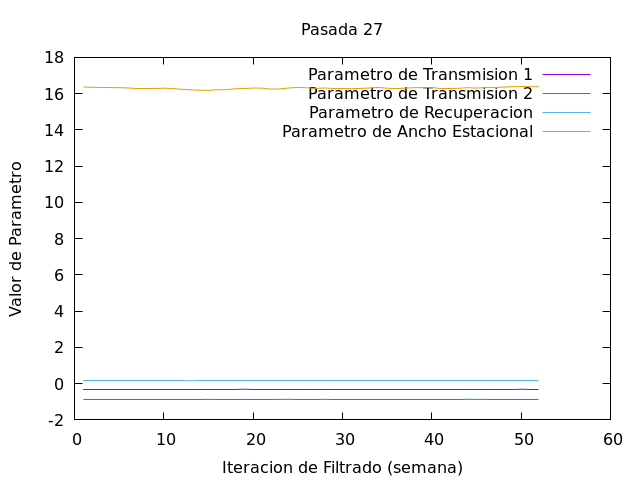 Pasada 27
Parametro de Transmision 1
Parametro de Transmision 2
Parametro de Recuperacion
Parametro de Ancho Estacional
18
16
14
12
10
8
6
4
2
0
-2
Valor de Parametro
0 10 20 30 40 50 60
Iteracion de Filtrado (semana)